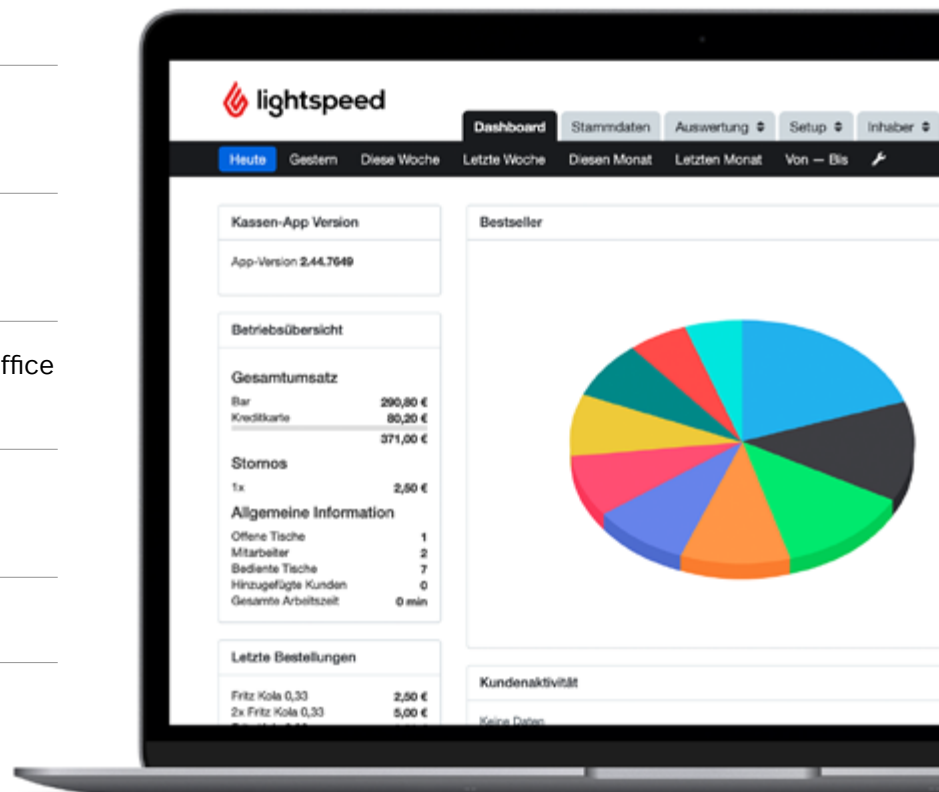 lightspeed
Dashboard Stammdaten Auswertung Setup Inhaber
Heute Gestern Diese Woche Letzte Woche Diesen Monat Letzten Monat Von — Bis
Kassen-App Version
App-Version 2.44.7649
Betriebsübersicht
Gesamtumsatz
Bar 290,80 €
Kreditkarte 80,20 €
371,00 €
Stornos
1x 2,50 €
Allgemeine Information
Offene Tische 1
Mitarbeiter 2
Bediente Tische 7
Hinzugefügte Kunden 0
Gesamte Arbeitszeit 0 min
Letzte Bestellungen
Fritz Kola 0,33 2,50 €
2x Fritz Kola 0,33 5,00 €
Bestseller
Kundenaktivität
Keine Daten
ffice